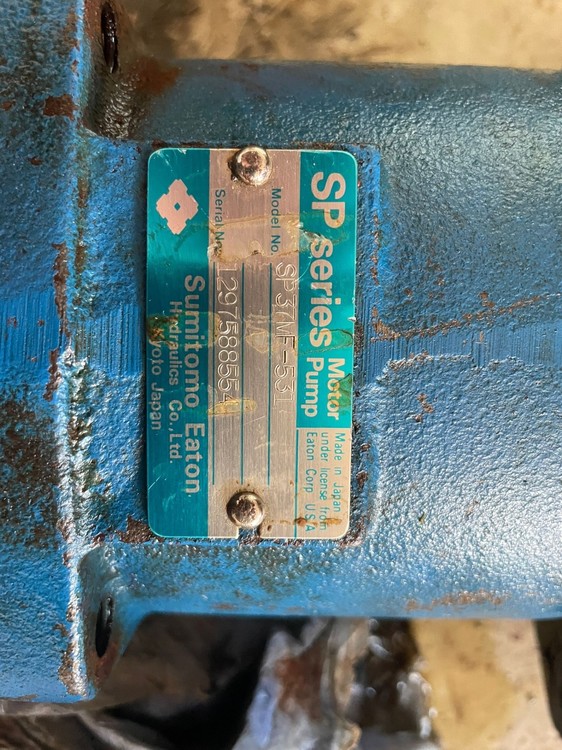 SP series Motor Pump
Made in Japan
under license from
Eaton Corp U.S.A
Model No. SP37MF-531
Serial No. 1297588554
Sumitomo Eaton
Hydraulics Co.,Ltd.
Kyoto Japan